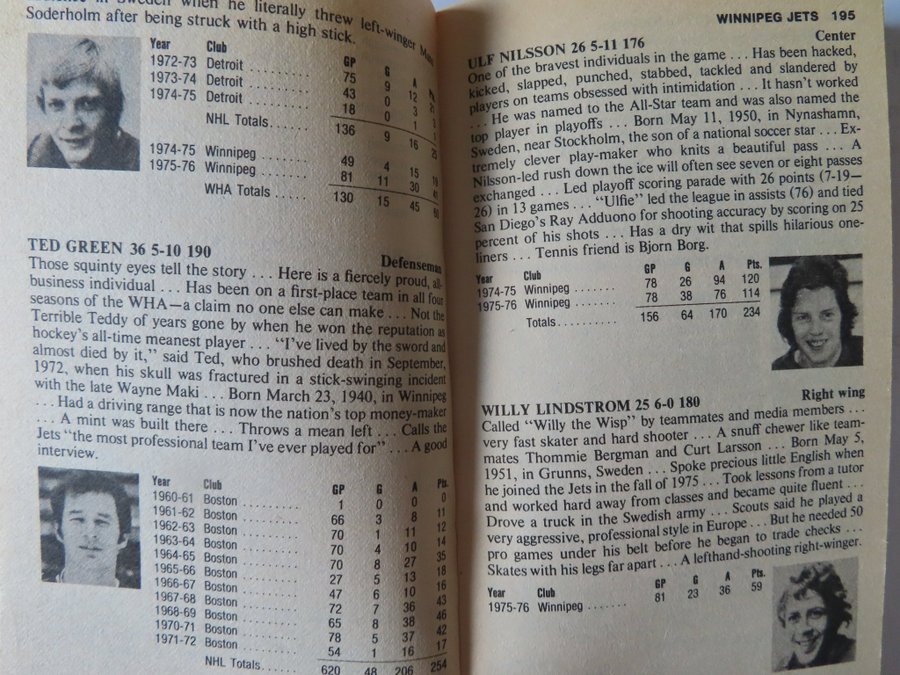 in Sweden when he literally threw left-winger
Soderholm after being struck with a high stick.
Year Club GP G A
1972-73 Detroit ........ 75 9 12 21
1973-74 Detroit ........ 43 0 3 3
1974-75 Detroit ........ 18 0 1 1
NHL Totals...... 136 9 16 25
1974-75 Winnipeg ....... 49 4 15 19
1975-76 Winnipeg ....... 81 11 30 41
WHA Totals ..... 130 15 45 60
TED GREEN 36 5-10 190 Defenseman
Those squinty eyes tell the story ... Here is a fiercely proud, all-
business individual ... Has been on a first-place team in all four
seasons of the WHA—a claim no one else can make ... Not the
Terrible Teddy of years gone by when he won the reputation as
hockey's all-time meanest player ... "I've lived by the sword and
almost died by it," said Ted, who brushed death in September,
1972, when his skull was fractured in a stick-swinging incident
with the late Wayne Maki ... Born March 23, 1940, in Winnipeg
... Had a driving range that is now the nation's top money-maker
... A mint was built there ... Throws a mean left ... Calls the
Jets "the most professional team I've ever played for" ... A good
interview.
Year Club GP G A Pts.
1960-61 Boston ......... 1 0 0 0
1961-62 Boston ......... 66 3 8 11
1962-63 Boston ......... 70 1 11 12
1963-64 Boston ......... 70 4 10 14
1964-65 Boston ......... 70 8 27 35
1965-66 Boston ......... 27 5 13 18
1966-67 Boston ......... 47 6 10 16
1967-68 Boston ......... 72 7 36 43
1968-69 Boston ......... 65 8 38 46
1970-71 Boston ......... 78 5 37 42
1971-72 Boston ......... 54 1 16 17
NHL Totals..... 620 48 206 254
WINNIPEG JETS 195
ULF NILSSON 26 5-11 176 Center
One of the bravest individuals in the game ... Has been hacked,
kicked, slapped, punched, stabbed, tackled and slandered by
players on teams obsessed with intimidation ... It hasn't worked
... He was named to the All-Star team and was also named the
top player in playoffs ... Born May 11, 1950, in Nynashamn,
Sweden, near Stockholm, the son of a national soccer star ... Ex-
tremely clever play-maker who knits a beautiful pass ... A
Nilsson-led rush down the ice will often see seven or eight passes
exchanged ... Led playoff scoring parade with 26 points (7-19—
26) in 13 games ... "Ulfie" led the league in assists (76) and tied
San Diego's Ray Adduono for shooting accuracy by scoring on 25
percent of his shots ... Has a dry wit that spills hilarious one-
liners ... Tennis friend is Bjorn Borg.
Year Club GP G A Pts.
1974-75 Winnipeg ....... 78 26 94 120
1975-76 Winnipeg ....... 78 38 76 114
Totals.......... 156 64 170 234
WILLY LINDSTROM 25 6-0 180 Right wing
Called "Willy the Wisp" by teammates and media members ...
very fast skater and hard shooter ... A snuff chewer like team-
mates Thommie Bergman and Curt Larsson ... Born May 5,
1951, in Grunns, Sweden ... Spoke precious little English when
he joined the Jets in the fall of 1975 ... Took lessons from a tutor
and worked hard away from classes and became quite fluent ...
Drove a truck in the Swedish army ... Scouts said he played a
very aggressive, professional style in Europe ... But he needed 50
pro games under his belt before he began to trade checks ...
Skates with his legs far apart ... A lefthand-shooting right-winger.
Year Club GP G A Pts.
1975-76 Winnipeg ....... 81 23 36 59